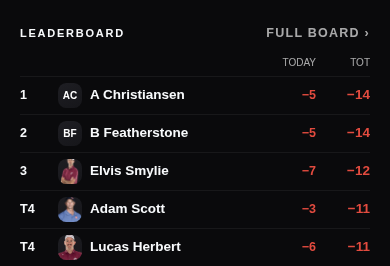 LEADERBOARD FULL BOARD ›
TODAY TOT
1 AC A Christiansen −5 −14
2 BF B Featherstone −5 −14
3 Elvis Smylie −7 −12
T4 Adam Scott −3 −11
T4 Lucas Herbert −6 −11